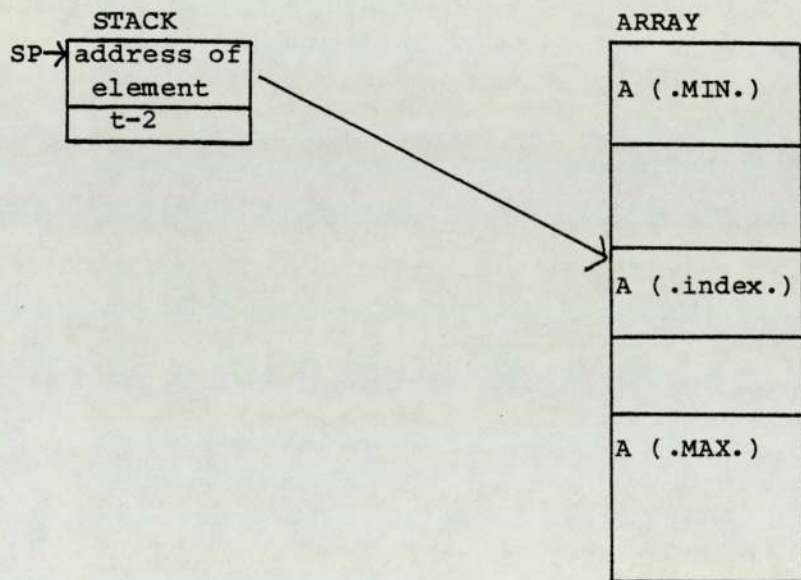 STACK
SP address of
element
t-2
ARRAY
A (.MIN.)
A (.index.)
A (.MAX.)